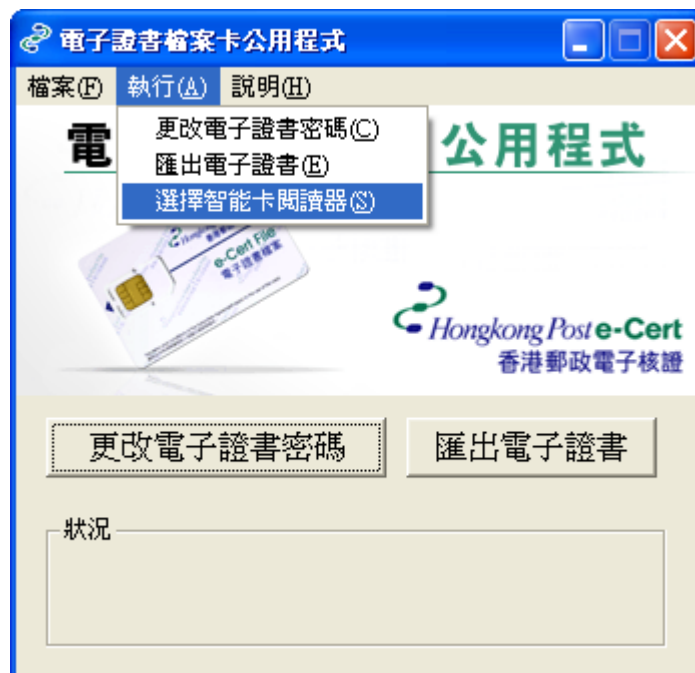 電子證書檔案卡公用程式
檔案(F) 執行(A) 說明(H)
電
公用程式
更改電子證書密碼(C)
匯出電子證書(E)
選擇智能卡閱讀器(S)
e-Cert File
電子證書檔案
Hongkong Post e-Cert
香港郵政電子核證
更改電子證書密碼
匯出電子證書
狀況